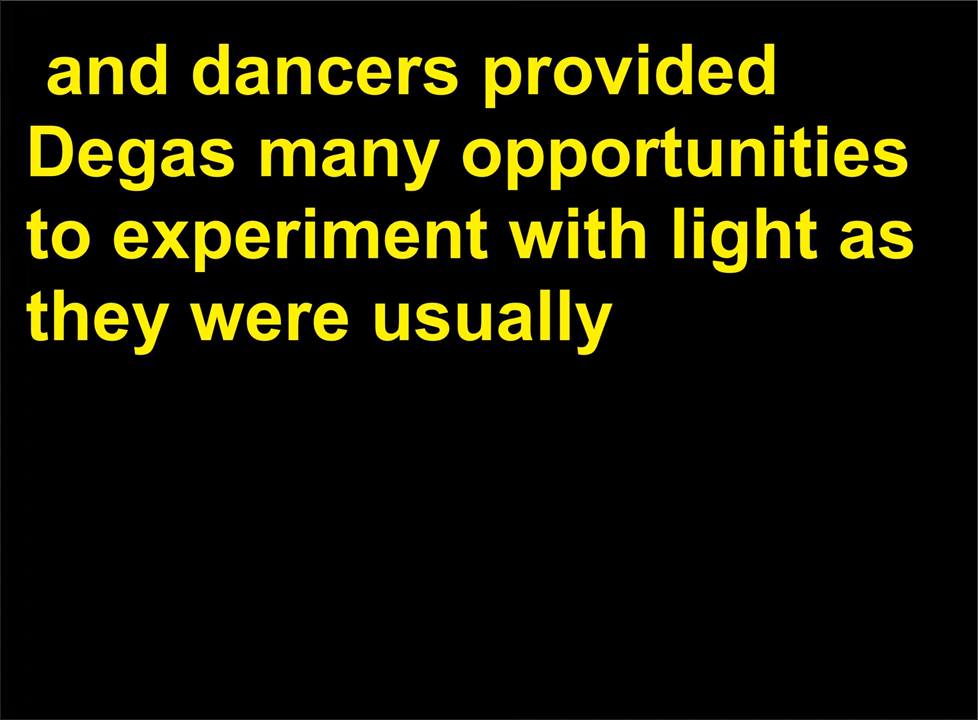 and dancers provided
Degas many opportunities
to experiment with light as
they were usually